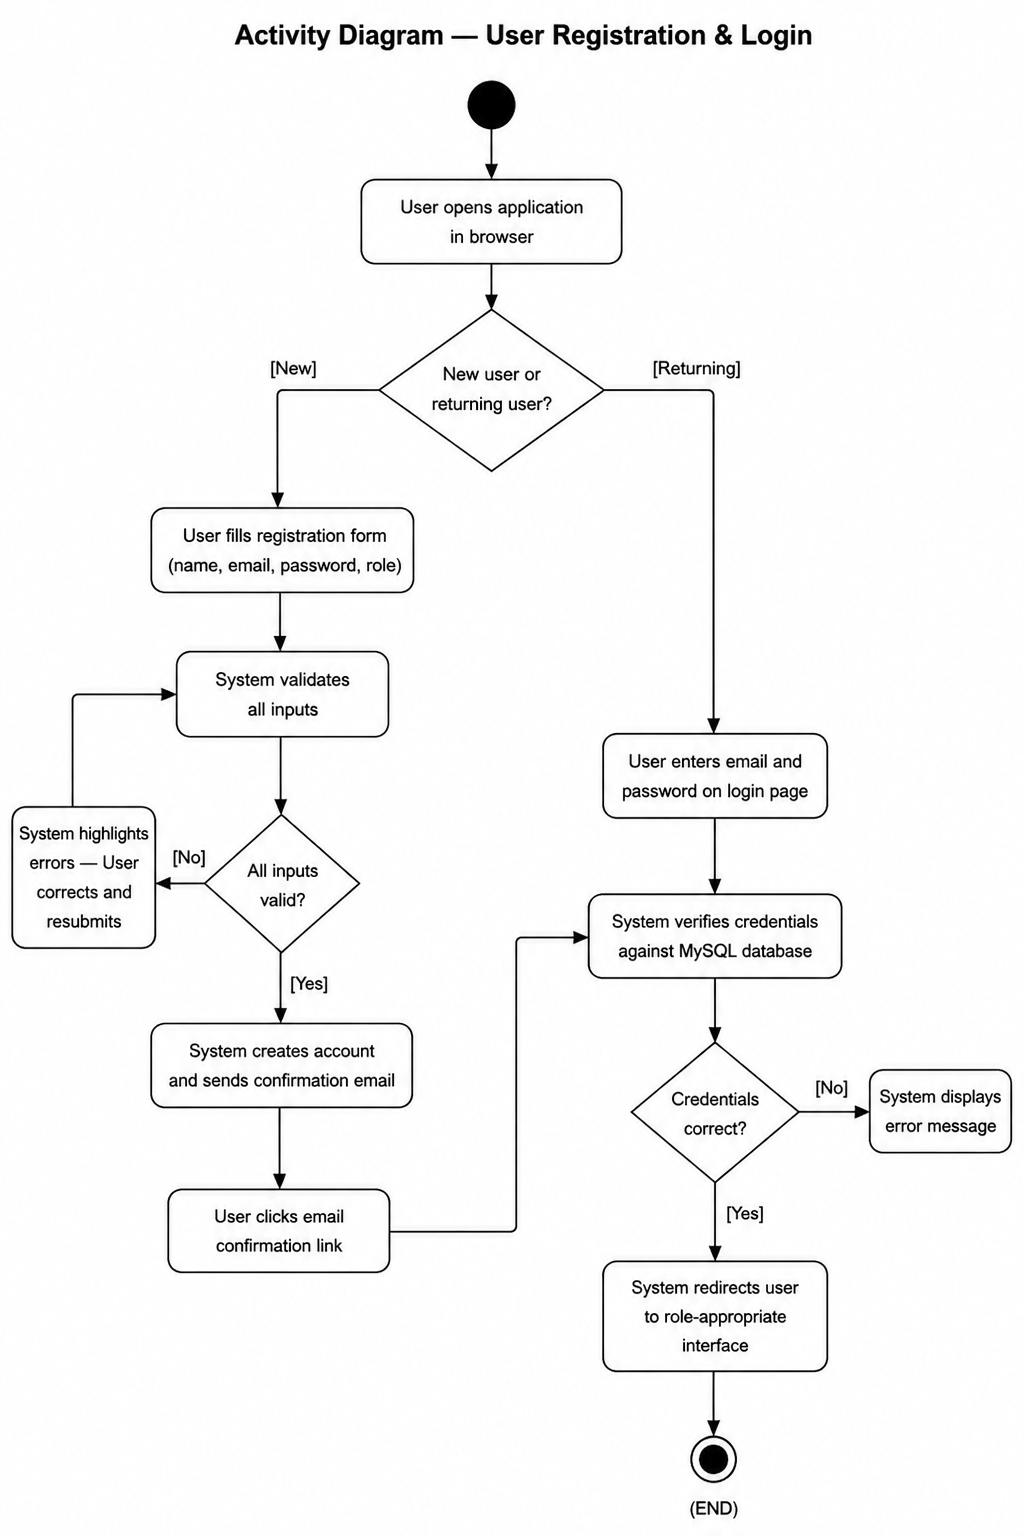 Activity Diagram — User Registration & Login
User opens application
in browser
[New]
[Returning]
New user or
returning user?
User fills registration form
(name, email, password, role)
System validates
all inputs
User enters email and
password on login page
System highlights
errors — User
corrects and
resubmits
[No]
All inputs
valid?
[Yes]
System verifies credentials
against MySQL database
System creates account
and sends confirmation email
Credentials
correct?
[No]
System displays
error message
User clicks email
confirmation link
[Yes]
System redirects user
to role-appropriate
interface
(END)